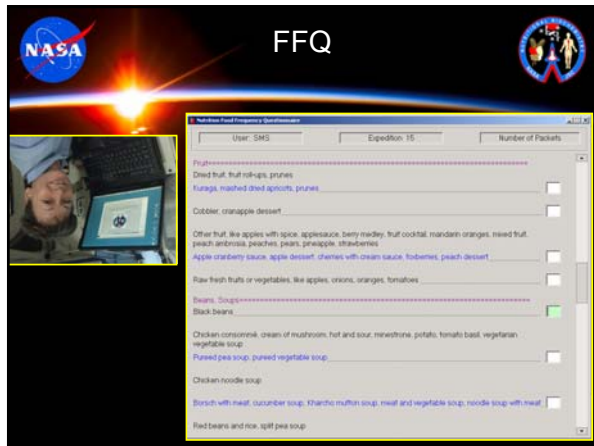 NASA
FFQ
Nutrition Food Frequency Questionnaire
User: SMS
Expedition: 15
Number of Packets
Fruit
Dried fruit, fruit roll-ups, prunes
Kuraga, mashed dried apricots, prunes
Cobbler, cranapple dessert
Other fruit, like apples with spice, applesauce, berry medley, fruit cocktail, mandarin oranges, mixed fruit,
peach ambrosia, peaches, pears, pineapple, strawberries
Apple cranberry sauce, apple dessert, cherries with cream sauce, foxberries, peach dessert
Raw fresh fruits or vegetables, like apples, onions, oranges, tomatoes
Beans, Soups
Black beans
Chicken consommé, cream of mushroom, hot and sour, minestrone, potato, tomato basil, vegetarian
vegetable soup
Pureed pea soup, pureed vegetable soup
Chicken noodle soup
Borsch with meat, cucumber soup, Kharcho mutton soup, meat and vegetable soup, noodle soup with meat
Red beans and rice, split pea soup